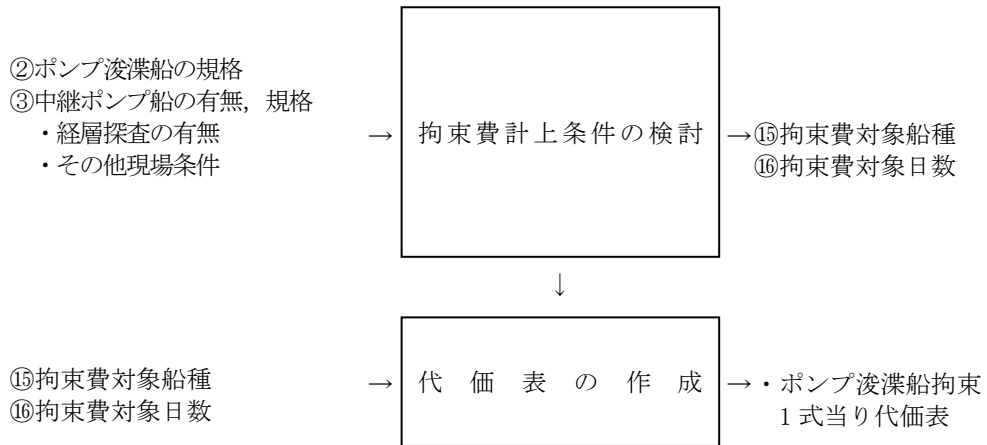 ②ポンプ浚渫船の規格
③中継ポンプ船の有無，規格
・経層探査の有無
・その他現場条件
→
拘束費計上条件の検討
→⑮拘束費対象船種
⑯拘束費対象日数
↓
⑮拘束費対象船種
⑯拘束費対象日数
→
代価表の作成
→・ポンプ浚渫船拘束
1式当り代価表